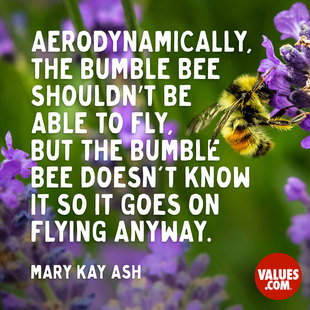 AERODYNAMICALLY,
THE BUMBLE BEE
SHOULDN'T BE
ABLE TO FLY,
BUT THE BUMBLE
BEE DOESN'T KNOW
IT SO IT GOES ON
FLYING ANYWAY.
MARY KAY ASH
VALUES
.COM